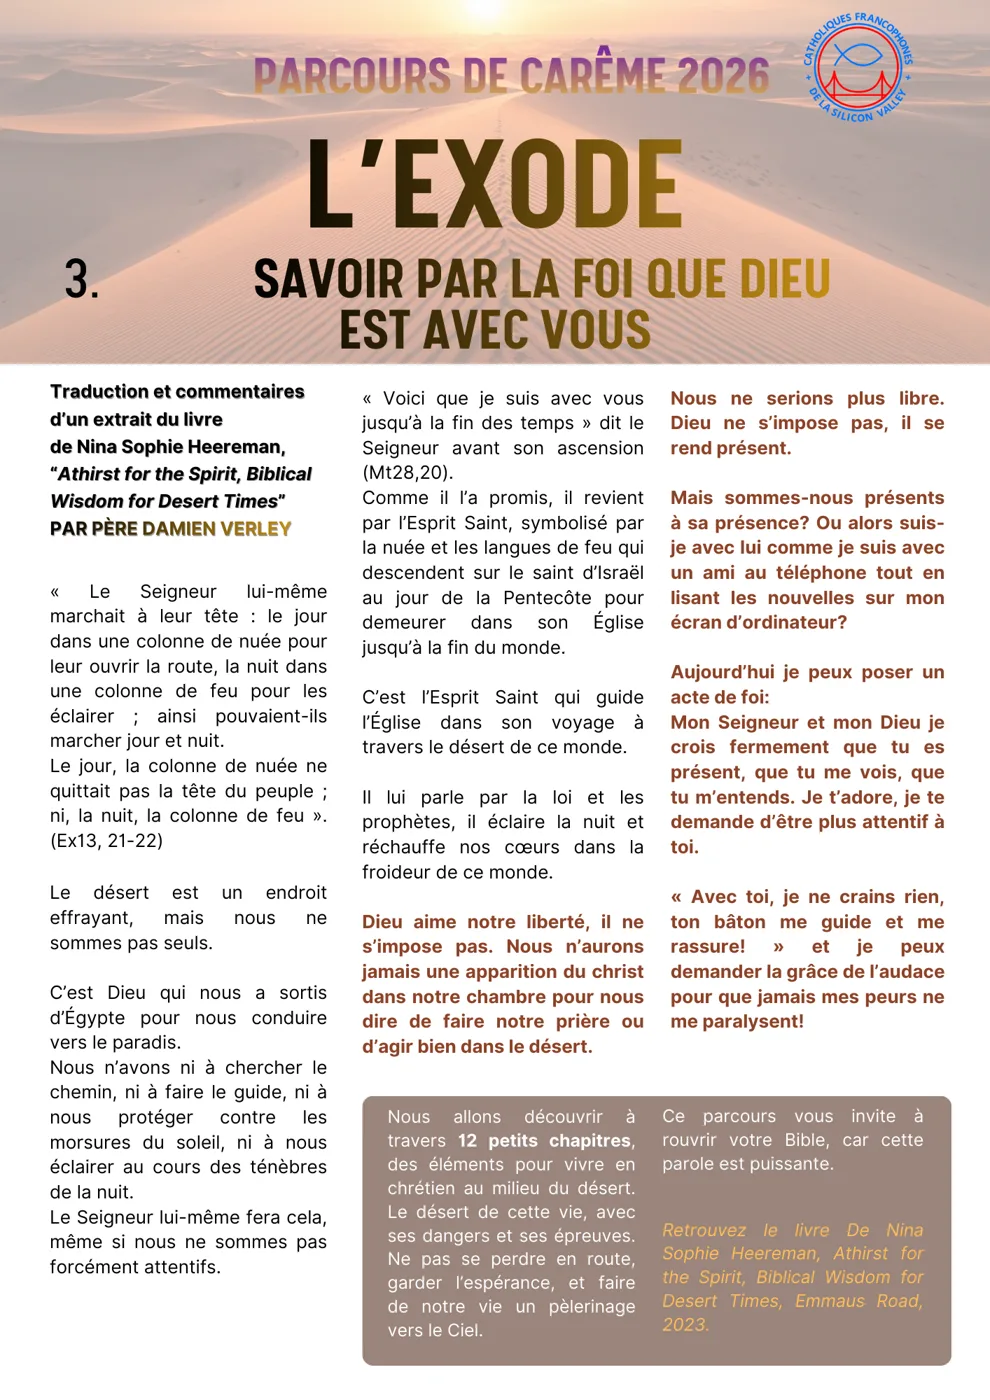 PARCOURS DE CARÊME 2026
CATHOLIQUES FRANCOPHONES
+ DE LA SILICON VALLEY +
L'EXODE
3.
SAVOIR PAR LA FOI QUE DIEU
EST AVEC VOUS
Traduction et commentaires
d'un extrait du livre
de Nina Sophie Heereman,
“Athirst for the Spirit, Biblical
Wisdom for Desert Times”
PAR PÈRE DAMIEN VERLEY
« Le Seigneur lui-même
marchait à leur tête : le jour
dans une colonne de nuée pour
leur ouvrir la route, la nuit dans
une colonne de feu pour les
éclairer ; ainsi pouvaient-ils
marcher jour et nuit.
Le jour, la colonne de nuée ne
quittait pas la tête du peuple ;
ni, la nuit, la colonne de feu ».
(Ex13, 21-22)
Le désert est un endroit
effrayant, mais nous ne
sommes pas seuls.
C'est Dieu qui nous a sortis
d'Égypte pour nous conduire
vers le paradis.
Nous n'avons ni à chercher le
chemin, ni à faire le guide, ni à
nous protéger contre les
morsures du soleil, ni à nous
éclairer au cours des ténèbres
de la nuit.
Le Seigneur lui-même fera cela,
même si nous ne sommes pas
forcément attentifs.
« Voici que je suis avec vous
jusqu'à la fin des temps » dit le
Seigneur avant son ascension
(Mt28,20).
Comme il l'a promis, il revient
par l'Esprit Saint, symbolisé par
la nuée et les langues de feu qui
descendent sur le saint d'Israël
au jour de la Pentecôte pour
demeurer dans son Église
jusqu'à la fin du monde.
C'est l'Esprit Saint qui guide
l'Église dans son voyage à
travers le désert de ce monde.
Il lui parle par la loi et les
prophètes, il éclaire la nuit et
réchauffe nos cœurs dans la
froideur de ce monde.
Dieu aime notre liberté, il ne
s'impose pas. Nous n'aurons
jamais une apparition du christ
dans notre chambre pour nous
dire de faire notre prière ou
d'agir bien dans le désert.
Nous ne serions plus libre.
Dieu ne s'impose pas, il se
rend présent.
Mais sommes-nous présents
à sa présence? Ou alors suis-
je avec lui comme je suis avec
un ami au téléphone tout en
lisant les nouvelles sur mon
écran d'ordinateur?
Aujourd'hui je peux poser un
acte de foi:
Mon Seigneur et mon Dieu je
crois fermement que tu es
présent, que tu me vois, que
tu m'entends. Je t'adore, je te
demande d'être plus attentif à
toi.
« Avec toi, je ne crains rien,
ton bâton me guide et me
rassure! » et je peux
demander la grâce de l'audace
pour que jamais mes peurs ne
me paralysent!
Nous allons découvrir à
travers 12 petits chapitres,
des éléments pour vivre en
chrétien au milieu du désert.
Le désert de cette vie, avec
ses dangers et ses épreuves.
Ne pas se perdre en route,
garder l'espérance, et faire
de notre vie un pèlerinage
vers le Ciel.
Ce parcours vous invite à
rouvrir votre Bible, car cette
parole est puissante.
Retrouvez le livre De Nina
Sophie Heereman, Athirst for
the Spirit, Biblical Wisdom for
Desert Times, Emmaus Road,
2023.